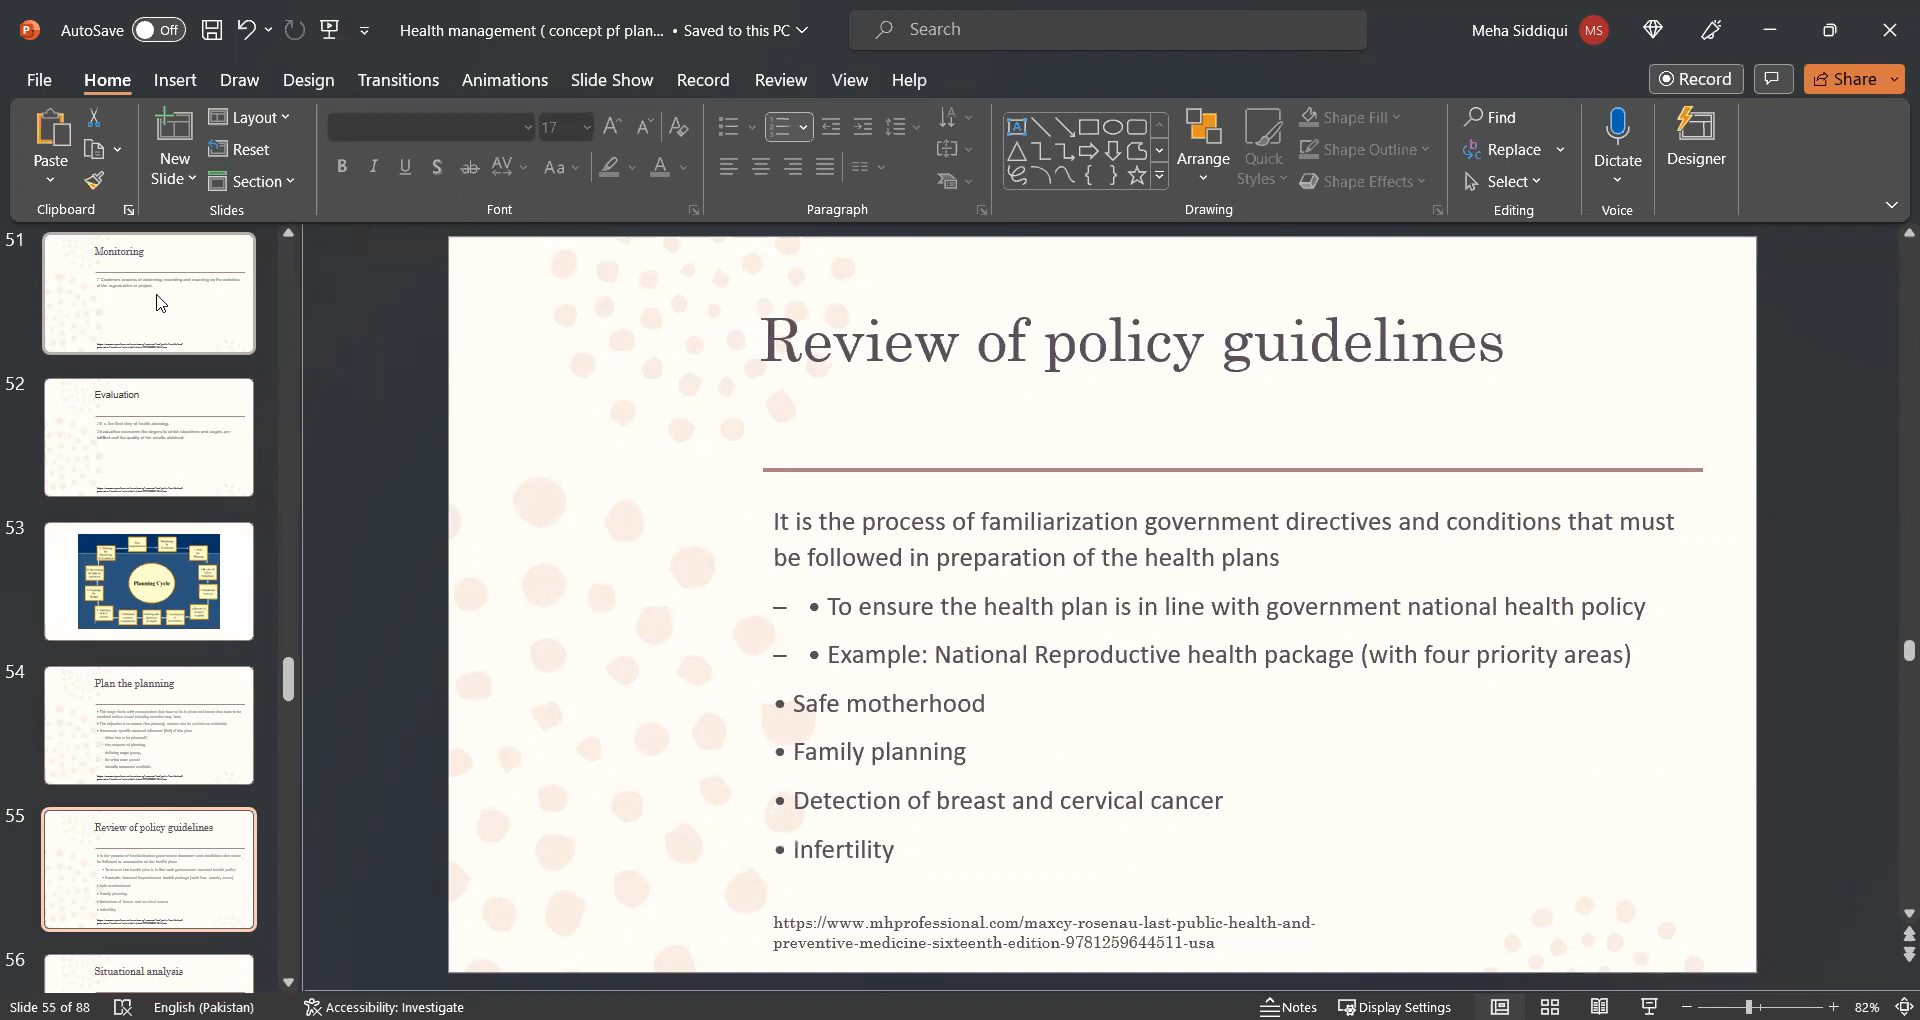 AutoSave Off Health management ( concept pf plan... • Saved to this PC Search Meha Siddiqui MS
File Home Insert Draw Design Transitions Animations Slide Show Record Review View Help Record Share
Paste New Slide Layout Reset Section 17 Arrange Quick Styles Shape Fill Shape Outline Shape Effects Find Replace Select Dictate Designer
Clipboard Slides Font Paragraph Drawing Editing Voice
51
Monitoring
52
Evaluation
53
Planning Cycle
54
Plan the planning
55
Review of policy guidelines
56
Situational analysis
Review of policy guidelines
It is the process of familiarization government directives and conditions that must
be followed in preparation of the health plans
– • To ensure the health plan is in line with government national health policy
– • Example: National Reproductive health package (with four priority areas)
• Safe motherhood
• Family planning
• Detection of breast and cervical cancer
• Infertility
https://www.mhprofessional.com/maxcy-rosenau-last-public-health-and-
preventive-medicine-sixteenth-edition-9781259644511-usa
Slide 55 of 88 English (Pakistan) Accessibility: Investigate Notes Display Settings 82%